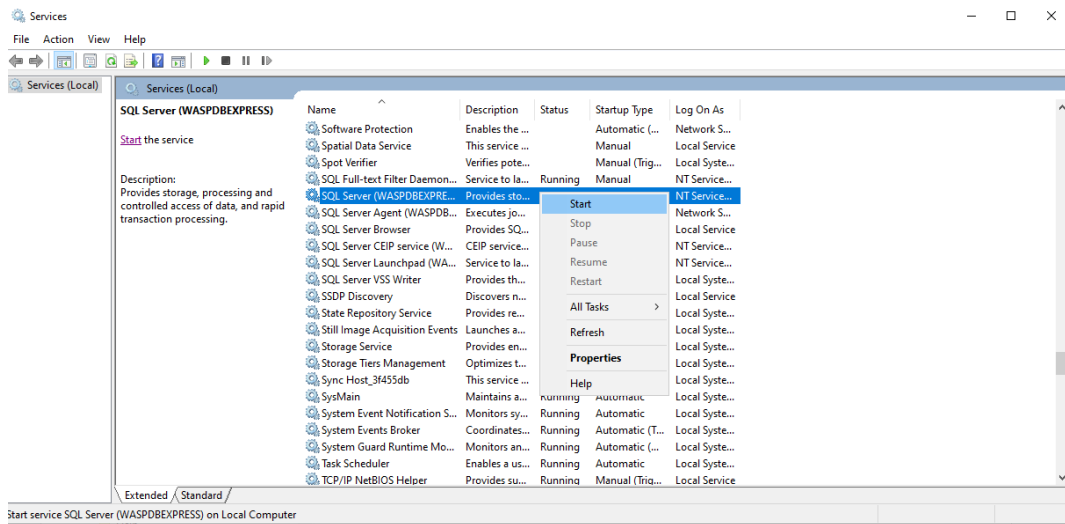 Services
File Action View Help
Services (Local)
Services (Local)
SQL Server (WASPDBEXPRESS)
Start the service
Description:
Provides storage, processing and
controlled access of data, and rapid
transaction processing.
Name Description Status Startup Type Log On As
Software Protection Enables the ... Automatic (... Network S...
Spatial Data Service This service ... Manual Local Service
Spot Verifier Verifies pote... Manual (Trig... Local Syste...
SQL Full-text Filter Daemon... Service to la... Running Manual NT Service...
SQL Server (WASPDBEXPRE... Provides sto... NT Service...
SQL Server Agent (WASPDB... Executes jo... Network S...
SQL Server Browser Provides SQ... Local Service
SQL Server CEIP service (W... CEIP service... NT Service...
SQL Server Launchpad (WA... Service to la... NT Service...
SQL Server VSS Writer Provides th... Local Syste...
SSDP Discovery Discovers n... Local Service
State Repository Service Provides re... Local Syste...
Still Image Acquisition Events Launches a... Local Syste...
Storage Service Provides en... Local Syste...
Storage Tiers Management Optimizes t... Local Syste...
Sync Host_3f455db This service ... Local Syste...
SysMain Maintains a... Running Automatic Local Syste...
System Event Notification S... Monitors sy... Running Automatic Local Syste...
System Events Broker Coordinates... Running Automatic (T... Local Syste...
System Guard Runtime Mo... Monitors an... Running Automatic (... Local Syste...
Task Scheduler Enables a us... Running Automatic Local Syste...
TCP/IP NetBIOS Helper Provides su... Running Manual (Trig... Local Service
Start
Stop
Pause
Resume
Restart
All Tasks
Refresh
Properties
Help
Extended Standard
Start service SQL Server (WASPDBEXPRESS) on Local Computer